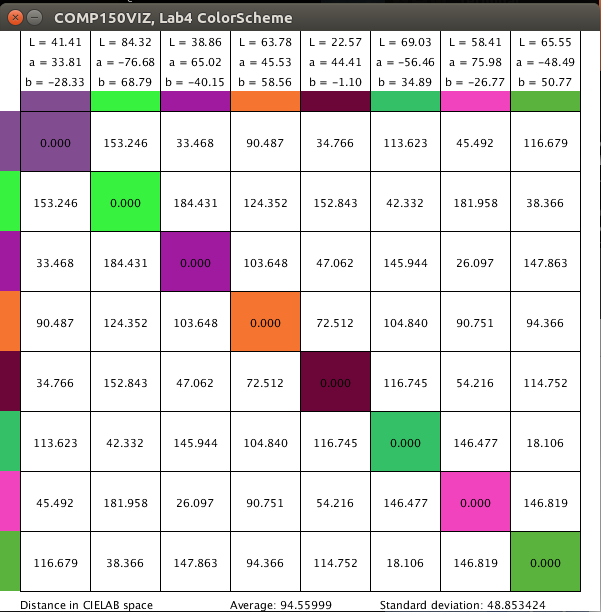 COMP150VIZ, Lab4 ColorScheme
L = 41.41 L = 84.32 L = 38.86 L = 63.78 L = 22.57 L = 69.03 L = 58.41 L = 65.55
a = 33.81 a = -76.68 a = 65.02 a = 45.53 a = 44.41 a = -56.46 a = 75.98 a = -48.49
b = -28.33 b = 68.79 b = -40.15 b = 58.56 b = -1.10 b = 34.89 b = -26.77 b = 50.77
0.000 153.246 33.468 90.487 34.766 113.623 45.492 116.679
153.246 0.000 184.431 124.352 152.843 42.332 181.958 38.366
33.468 184.431 0.000 103.648 47.062 145.944 26.097 147.863
90.487 124.352 103.648 0.000 72.512 104.840 90.751 94.366
34.766 152.843 47.062 72.512 0.000 116.745 54.216 114.752
113.623 42.332 145.944 104.840 116.745 0.000 146.477 18.106
45.492 181.958 26.097 90.751 54.216 146.477 0.000 146.819
116.679 38.366 147.863 94.366 114.752 18.106 146.819 0.000
Distance in CIELAB space Average: 94.55999 Standard deviation: 48.853424